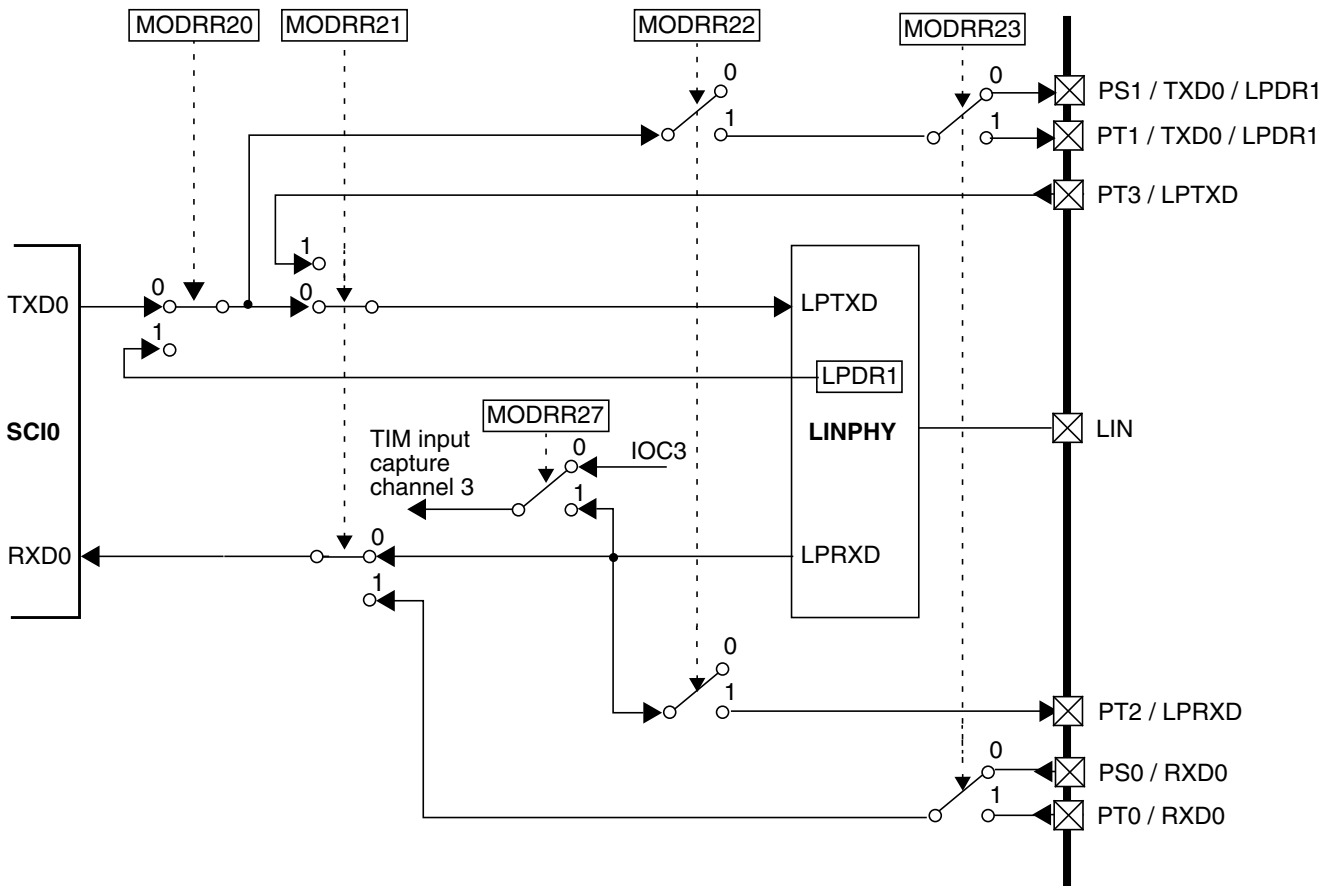 MODRR20 MODRR21 MODRR22 MODRR23
0 0 PS1 / TXD0 / LPDR1
1 1 PT1 / TXD0 / LPDR1
PT3 / LPTXD
1
TXD0 0 0 LPTXD
1
LPDR1
SCI0 MODRR27 LINPHY LIN
TIM input
capture
channel 3
0 IOC3
1
RXD0 0 LPRXD
1
0
1 PT2 / LPRXD
0 PS0 / RXD0
1 PT0 / RXD0